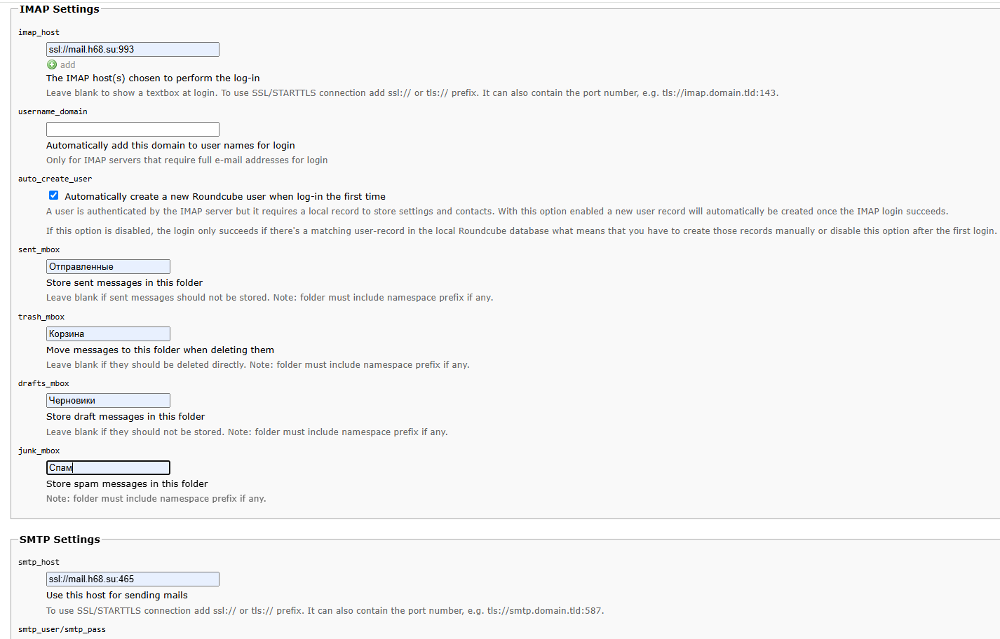 IMAP Settings
imap_host
ssl://mail.h68.su:993
add
The IMAP host(s) chosen to perform the log-in
Leave blank to show a textbox at login. To use SSL/STARTTLS connection add ssl:// or tls:// prefix. It can also contain the port number, e.g. tls://imap.domain.tld:143.
username_domain
Automatically add this domain to user names for login
Only for IMAP servers that require full e-mail addresses for login
auto_create_user
Automatically create a new Roundcube user when log-in the first time
A user is authenticated by the IMAP server but it requires a local record to store settings and contacts. With this option enabled a new user record will automatically be created once the IMAP login succeeds.
If this option is disabled, the login only succeeds if there's a matching user-record in the local Roundcube database what means that you have to create those records manually or disable this option after the first login.
sent_mbox
Отправленные
Store sent messages in this folder
Leave blank if sent messages should not be stored. Note: folder must include namespace prefix if any.
trash_mbox
Корзина
Move messages to this folder when deleting them
Leave blank if they should be deleted directly. Note: folder must include namespace prefix if any.
drafts_mbox
Черновики
Store draft messages in this folder
Leave blank if they should not be stored. Note: folder must include namespace prefix if any.
junk_mbox
Спам
Store spam messages in this folder
Note: folder must include namespace prefix if any.
SMTP Settings
smtp_host
ssl://mail.h68.su:465
Use this host for sending mails
To use SSL/STARTTLS connection add ssl:// or tls:// prefix. It can also contain the port number, e.g. tls://smtp.domain.tld:587.
smtp_user/smtp_pass